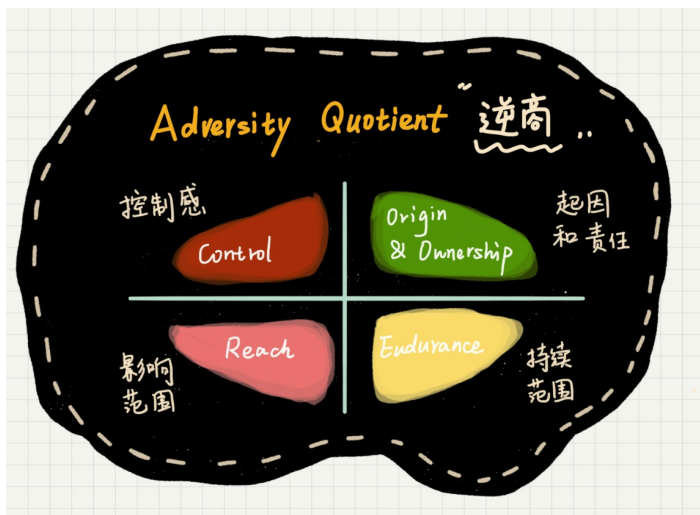 Adversity Quotient "逆商..
控制感
Control
Origin
& Ownership
起因
和责任
影响
范围
Reach
Endurance
持续
范围